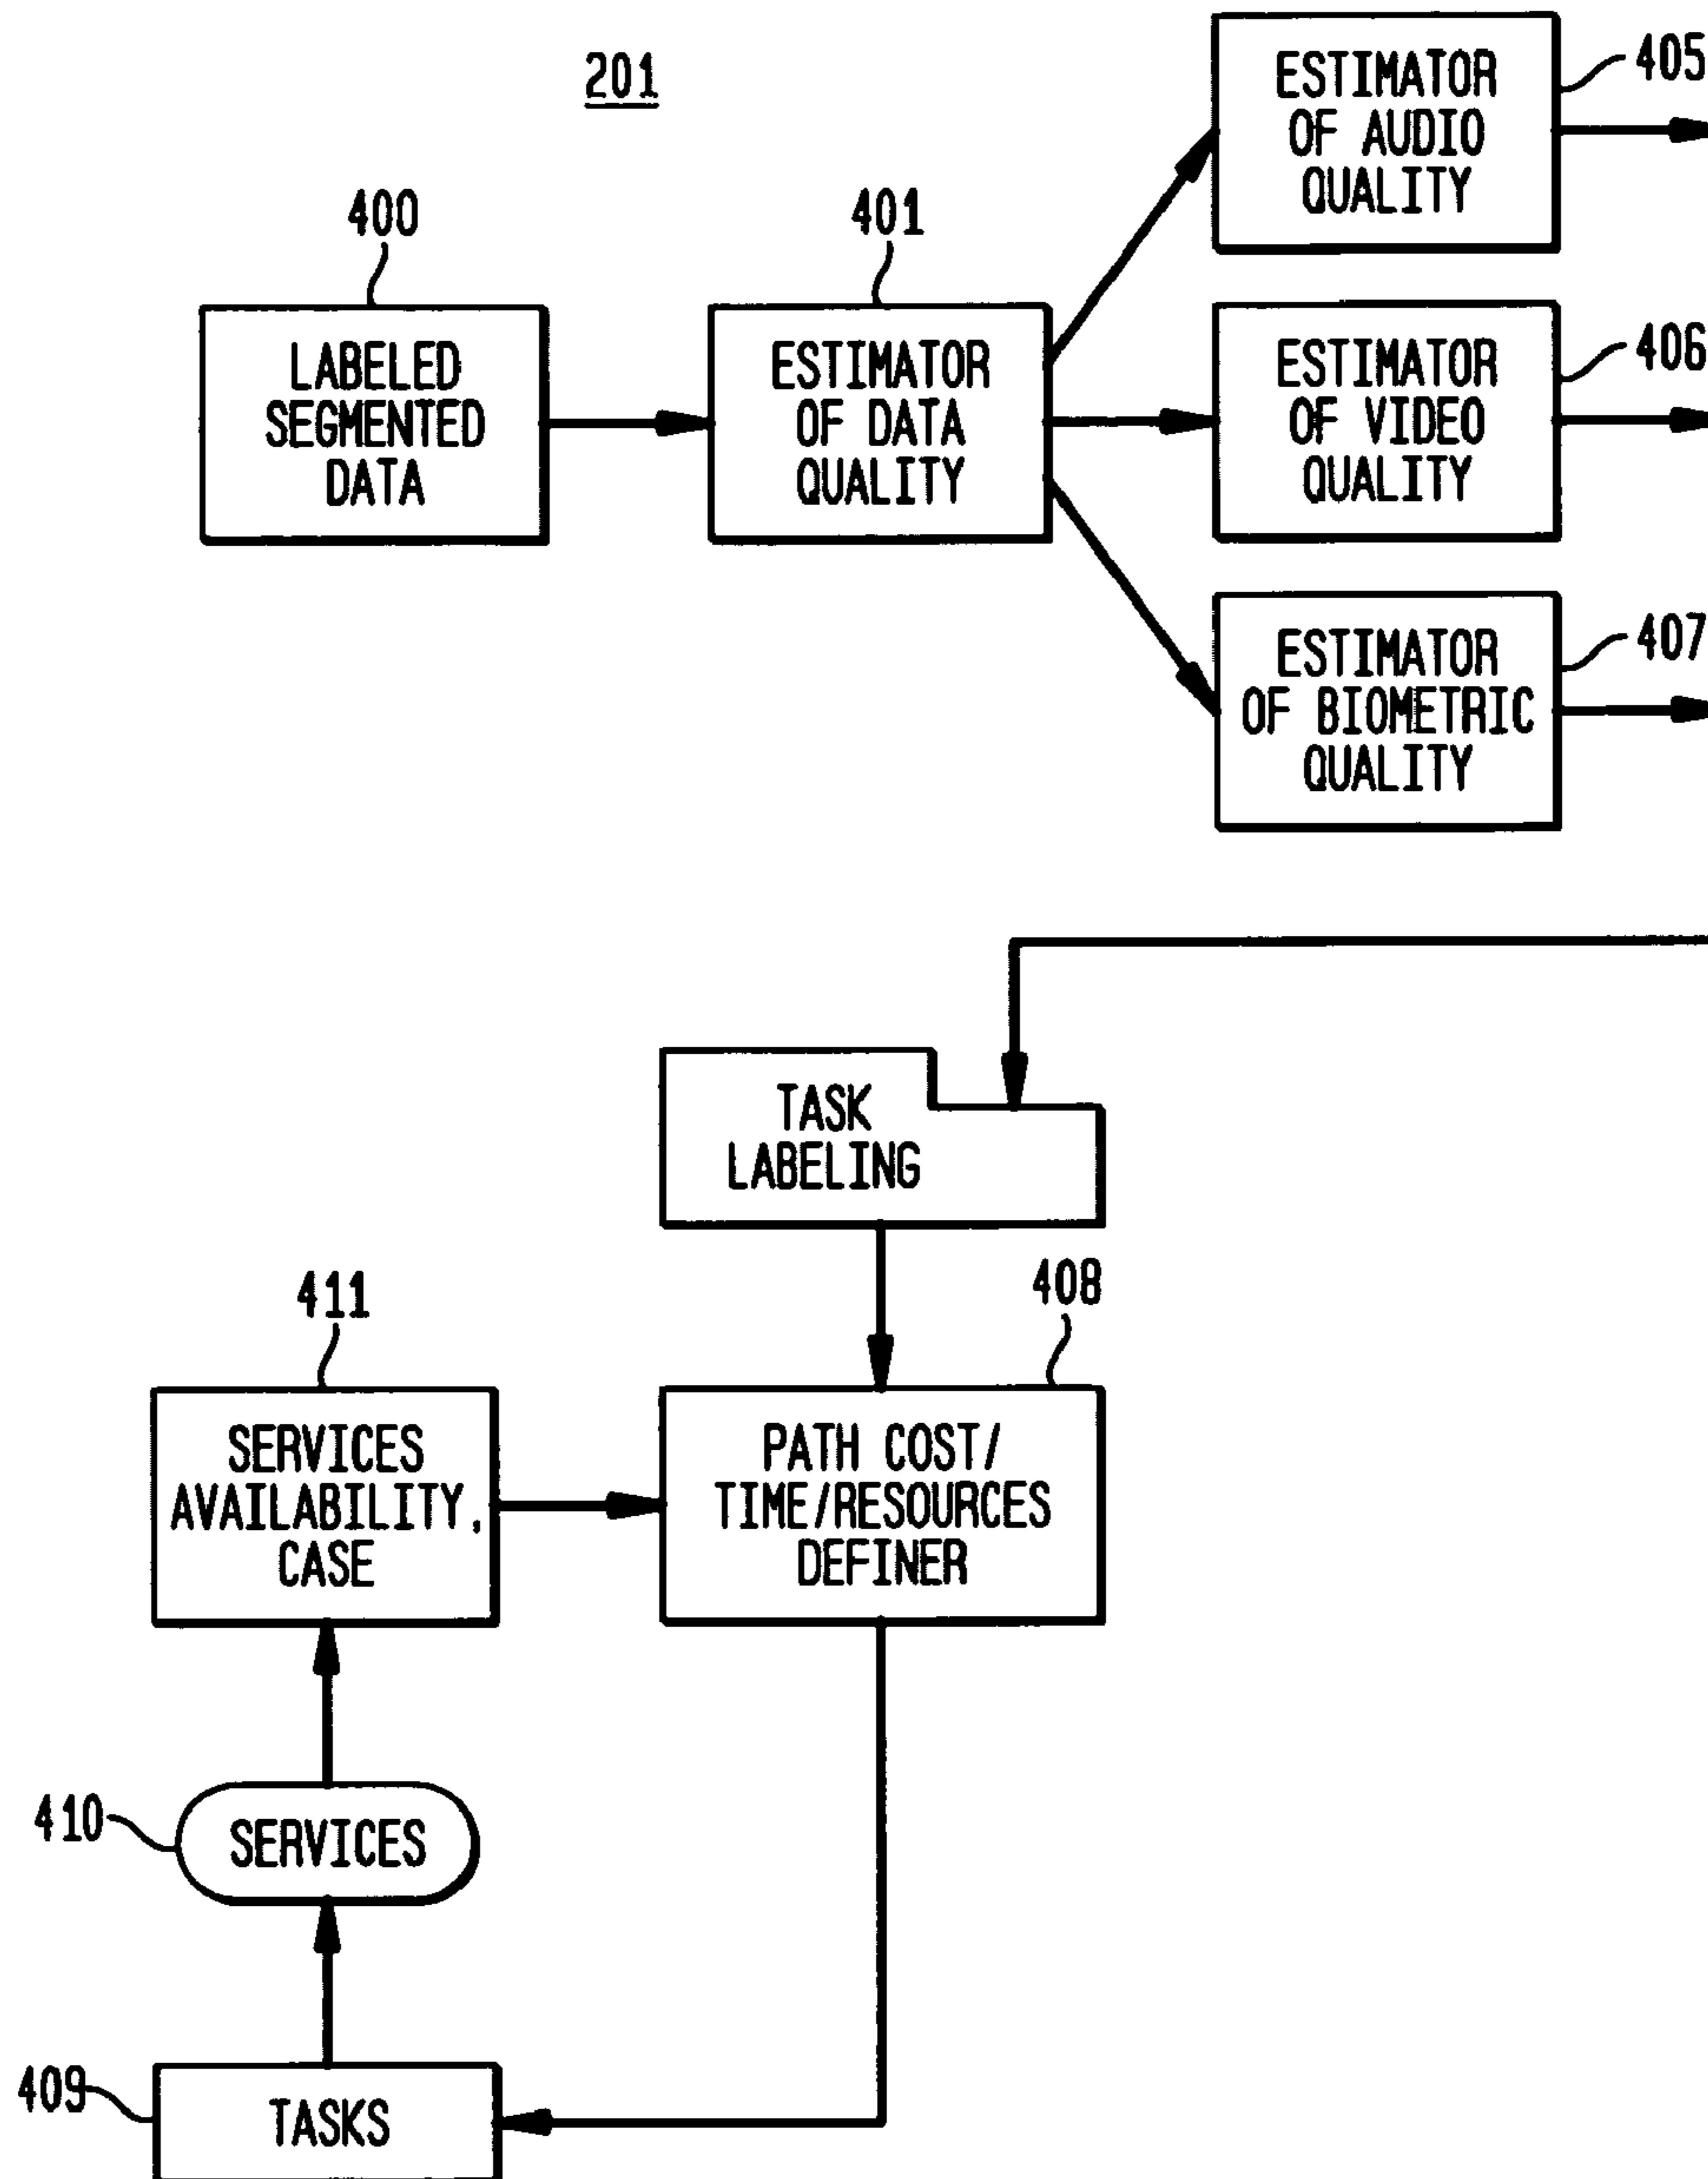 201
405
ESTIMATOR
OF AUDIO
QUALITY
400
401
406
LABELED
SEGMENTED
DATA
ESTIMATOR
OF DATA
QUALITY
ESTIMATOR
OF VIDEO
QUALITY
407
ESTIMATOR
OF BIOMETRIC
QUALITY
TASK
LABELING
411
408
SERVICES
AVAILABILITY,
CASE
PATH COST/
TIME/RESOURCES
DEFINER
410
SERVICES
409
TASKS